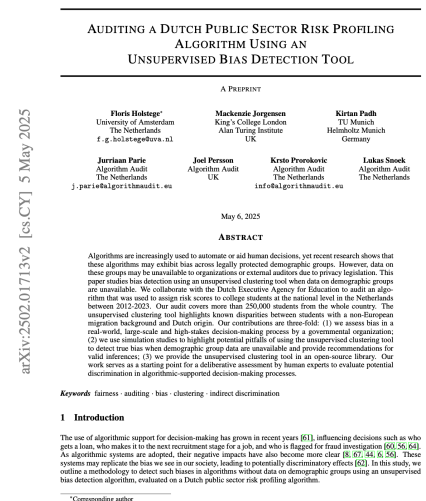 AUDITING A DUTCH PUBLIC SECTOR RISK PROFILING
ALGORITHM USING AN
UNSUPERVISED BIAS DETECTION TOOL
A PREPRINT
Floris Holstege*
University of Amsterdam
The Netherlands
f.g.holstege@uva.nl
Mackenzie Jorgensen
King's College London
Alan Turing Institute
UK
Kirtan Padh
TU Munich
Helmholtz Munich
Germany
Jurriaan Parie
Algorithm Audit
The Netherlands
j.parie@algorithmaudit.eu
Joel Persson
Algorithm Audit
UK
Krsto Prorokovic
Algorithm Audit
The Netherlands
info@algorithmaudit.eu
Lukas Snoek
Algorithm Audit
The Netherlands
arXiv:2502.01713v2 [cs.CY] 5 May 2025
May 6, 2025
ABSTRACT
Algorithms are increasingly used to automate or aid human decisions, yet recent research shows that
these algorithms may exhibit bias across legally protected demographic groups. However, data on
these groups may be unavailable to organizations or external auditors due to privacy legislation. This
paper studies bias detection using an unsupervised clustering tool when data on demographic groups
are unavailable. We collaborate with the Dutch Executive Agency for Education to audit an algo-
rithm that was used to assign risk scores to college students at the national level in the Netherlands
between 2012-2023. Our audit covers more than 250,000 students from the whole country. The
unsupervised clustering tool highlights known disparities between students with a non-European
migration background and Dutch origin. Our contributions are three-fold: (1) we assess bias in a
real-world, large-scale and high-stakes decision-making process by a governmental organization;
(2) we use simulation studies to highlight potential pitfalls of using the unsupervised clustering tool
to detect true bias when demographic group data are unavailable and provide recommendations for
valid inferences; (3) we provide the unsupervised clustering tool in an open-source library. Our
work serves as a starting point for a deliberative assessment by human experts to evaluate potential
discrimination in algorithmic-supported decision-making processes.
Keywords fairness · auditing · bias · clustering · indirect discrimination
1 Introduction
The use of algorithmic support for decision-making has grown in recent years [61], influencing decisions such as who
gets a loan, who makes it to the next recruitment stage for a job, and who is flagged for fraud investigation [60, 56, 64].
As algorithmic systems are adopted, their negative impacts have also become more clear [8, 67, 44, 6, 56]. These
systems may replicate the bias we see in our society, leading to potentially discriminatory effects [62]. In this study, we
outline a methodology to detect such biases in algorithms without data on demographic groups using an unsupervised
bias detection algorithm, evaluated on a Dutch public sector risk profiling algorithm.
*Corresponding author